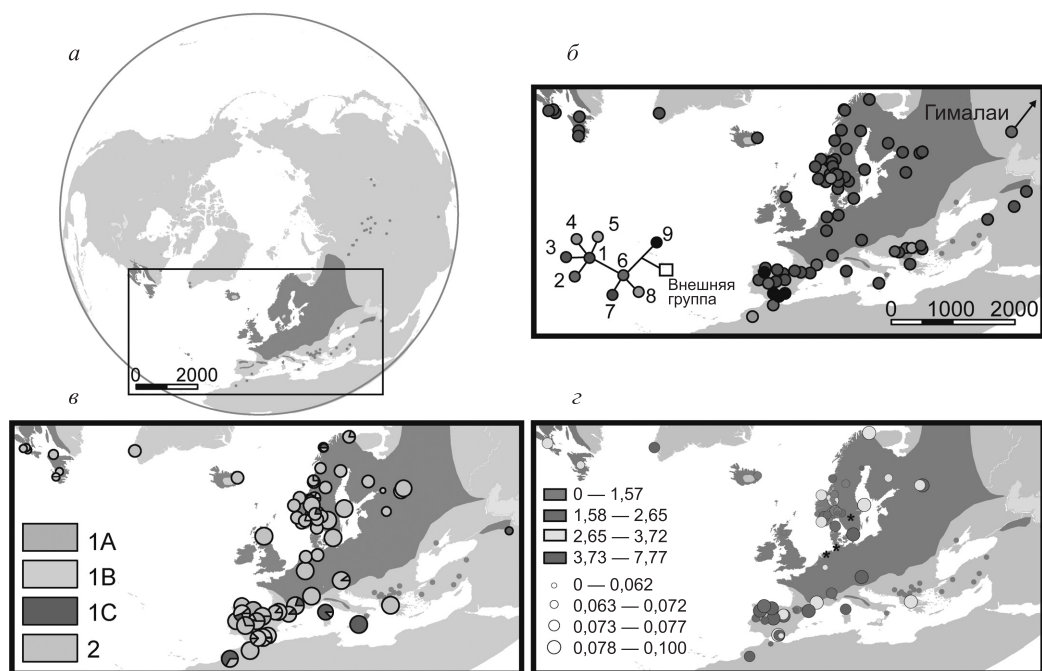 а
0 2000
б
Гималаи
4 5
3 1 9
2 6
7 8
Внешняя
группа
0 1000 2000
в
1A
1B
1C
2
г
0 — 1,57
1,58 — 2,65
2,65 — 3,72
3,73 — 7,77
0 — 0,062
0,063 — 0,072
0,073 — 0,077
0,078 — 0,100
* 
* *